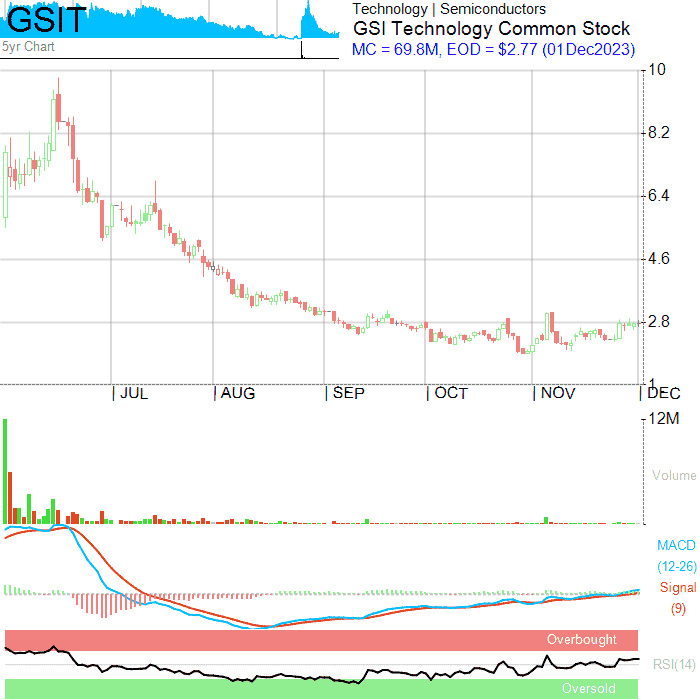 GSIT
5yr Chart
Technology | Semiconductors
GSI Technology Common Stock
MC = 69.8M, EOD = $2.77 (01Dec2023)
10
8.2
6.4
4.6
2.8
1
JUL AUG SEP OCT NOV DEC
12M
Volume
MACD
(12-26)
Signal
(9)
Overbought
RSI(14)
Oversold